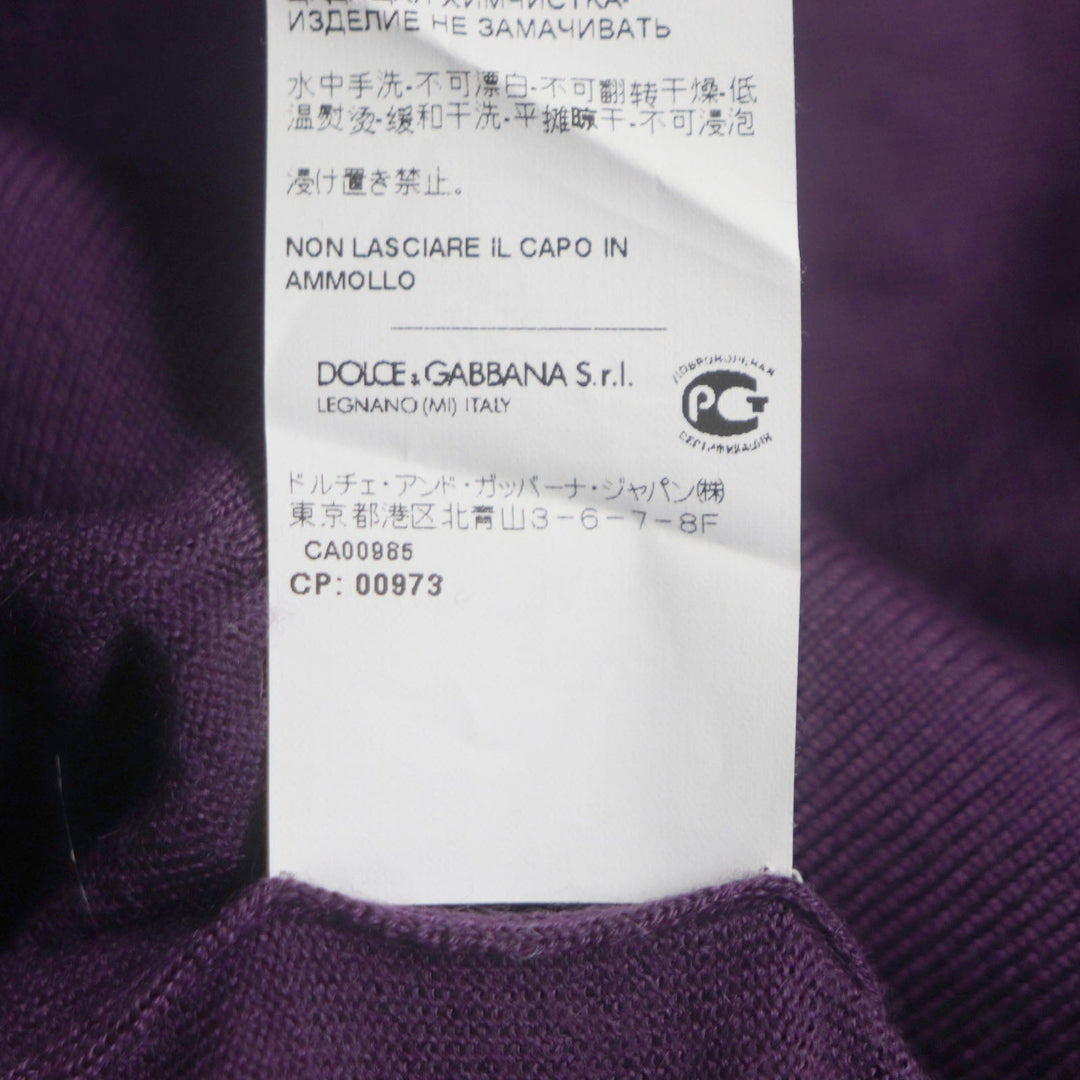 ХИМЧИСТКА-
ИЗДЕЛИЕ НЕ ЗАМАЧИВАТЬ
水中手洗-不可漂白-不可翻转干燥-低
温熨烫-缓和干洗-平摊晾干-不可浸泡
浸け置き禁止。
NON LASCIARE IL CAPO IN
AMMOLLO
DOLCE & GABBANA S.r.l.
LEGNANO (MI) ITALY
ДОБРОВОЛЬНАЯ
РСТ
СЕРТИФИКАЦИЯ
ドルチェ・アンド・ガッバーナ・ジャパン(株)
東京都港区北青山3-6-7-8F
CA00985
CP: 00973